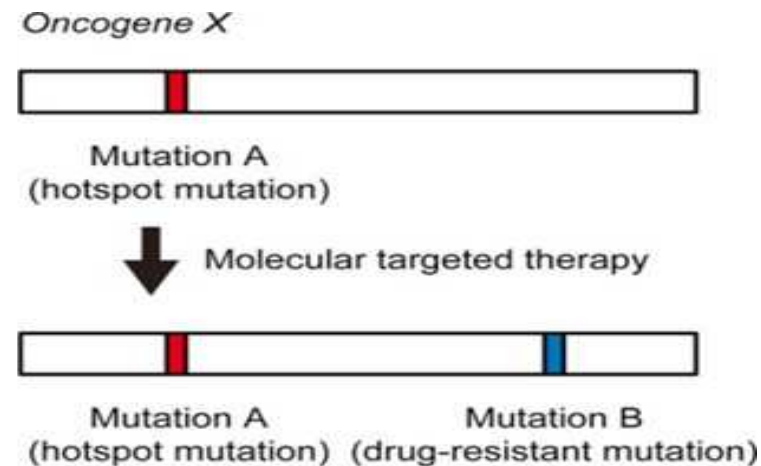 Oncogene X
Mutation A
(hotspot mutation)
Molecular targeted therapy
Mutation A
(hotspot mutation)
Mutation B
(drug-resistant mutation)